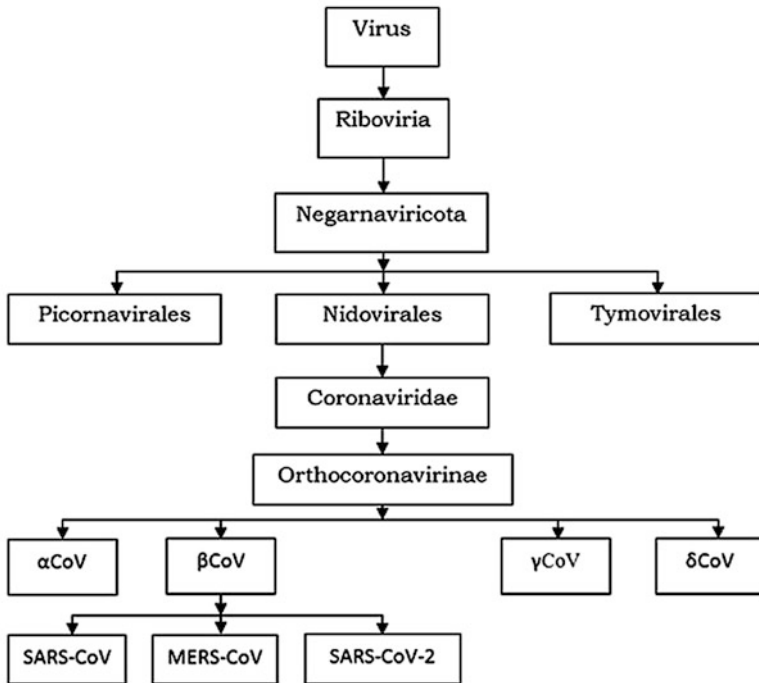 Virus
Riboviria
Negarnaviricota
Picornavirales
Nidovirales
Tymovirales
Coronaviridae
Orthocoronavirinae
αCoV
βCoV
γCoV
δCoV
SARS-CoV
MERS-CoV
SARS-CoV-2